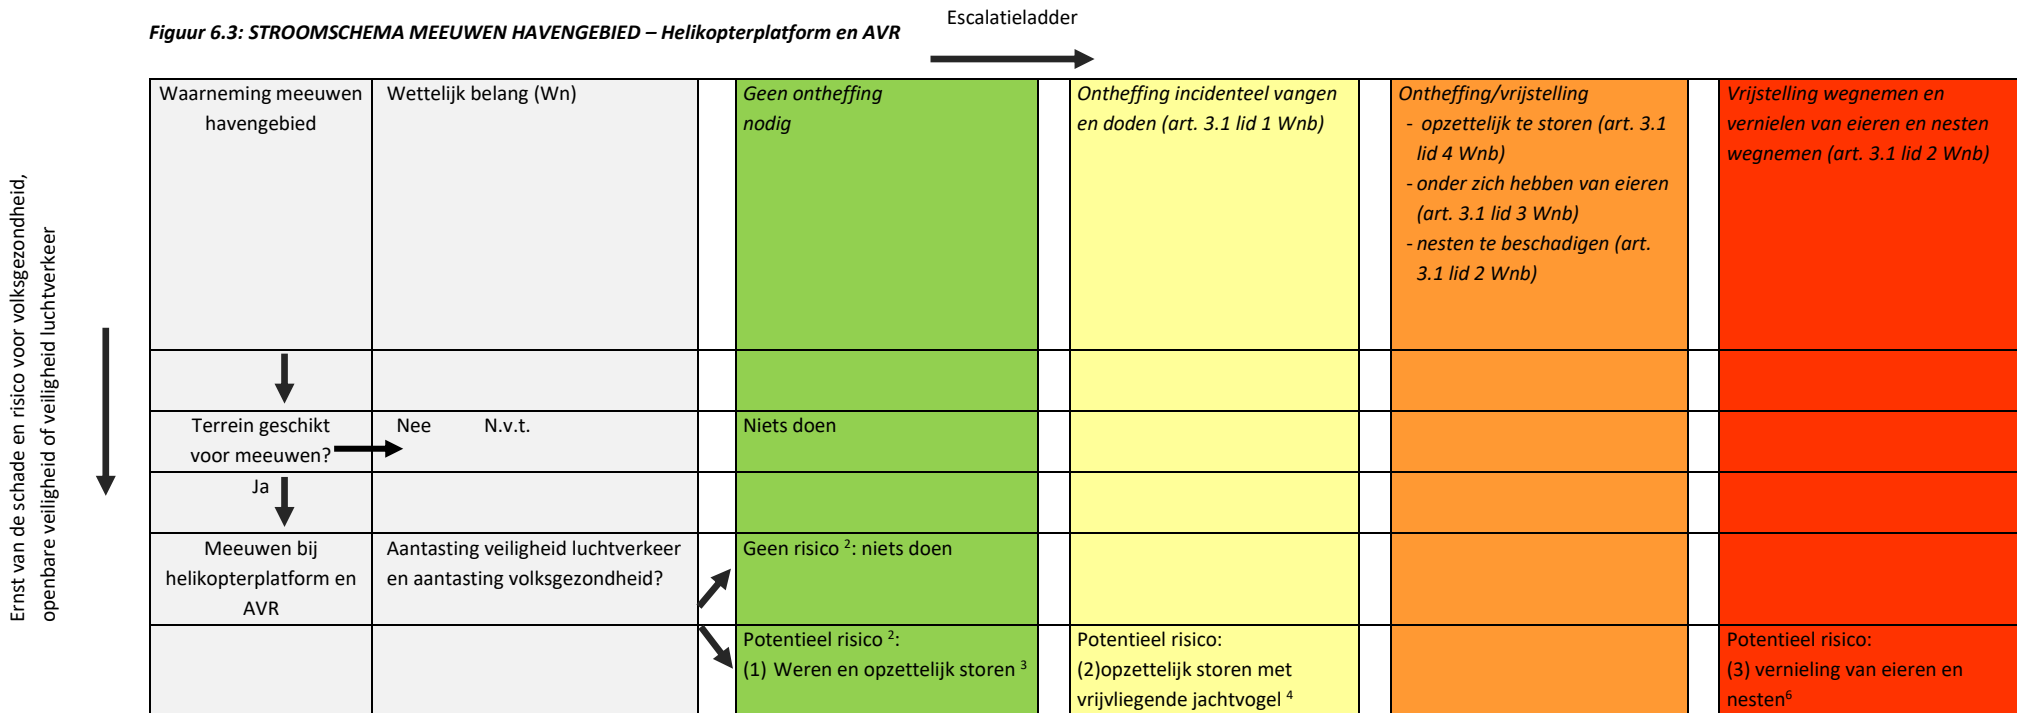 Escalatieladder
Figuur 6.3: STROOMSCHEMA MEEUWEN HAVENGEBIED – Helikopterplatform en AVR
Ernst van de schade en risico voor volksgezondheid,
openbare veiligheid of veiligheid luchtverkeer
Waarneming meeuwen
havengebied
Wettelijk belang (Wn)
Geen ontheffing
nodig
Ontheffing incidenteel vangen
en doden (art. 3.1 lid 1 Wnb)
Ontheffing/vrijstelling
- opzettelijk te storen (art. 3.1
lid 4 Wnb)
- onder zich hebben van eieren
(art. 3.1 lid 3 Wnb)
- nesten te beschadigen (art.
3.1 lid 2 Wnb)
Vrijstelling wegnemen en
vernielen van eieren en nesten
wegnemen (art. 3.1 lid 2 Wnb)
Terrein geschikt
voor meeuwen?
Nee N.v.t.
Niets doen
Ja
Meeuwen bij
helikopterplatform en
AVR
Aantasting veiligheid luchtverkeer
en aantasting volksgezondheid?
Geen risico ²: niets doen
Potentieel risico ²:
(1) Weren en opzettelijk storen ³
Potentieel risico:
(2)opzettelijk storen met
vrijvliegende jachtvogel ⁴
Potentieel risico:
(3) vernieling van eieren en
nesten⁶